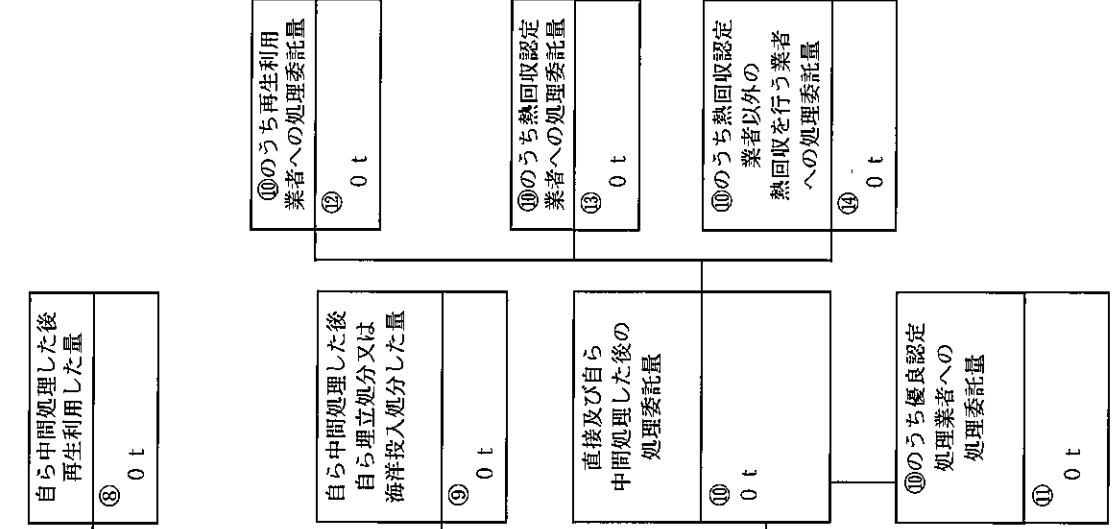 自ら中間処理した後
再生利用した量
⑧
0 t
自ら中間処理した後
自ら埋立処分又は
海洋投入処分した量
⑨
0 t
直接及び自ら
中間処理した後の
処理委託量
⑩
0 t
⑩のうち優良認定
処理業者への
処理委託量
⑪
0 t
⑩のうち再生利用
業者への処理委託量
⑫
0 t
⑩のうち熱回収認定
業者への処理委託量
⑬
0 t
⑩のうち熱回収認定
業者以外の
熱回収を行う業者
への処理委託量
⑭
0 t